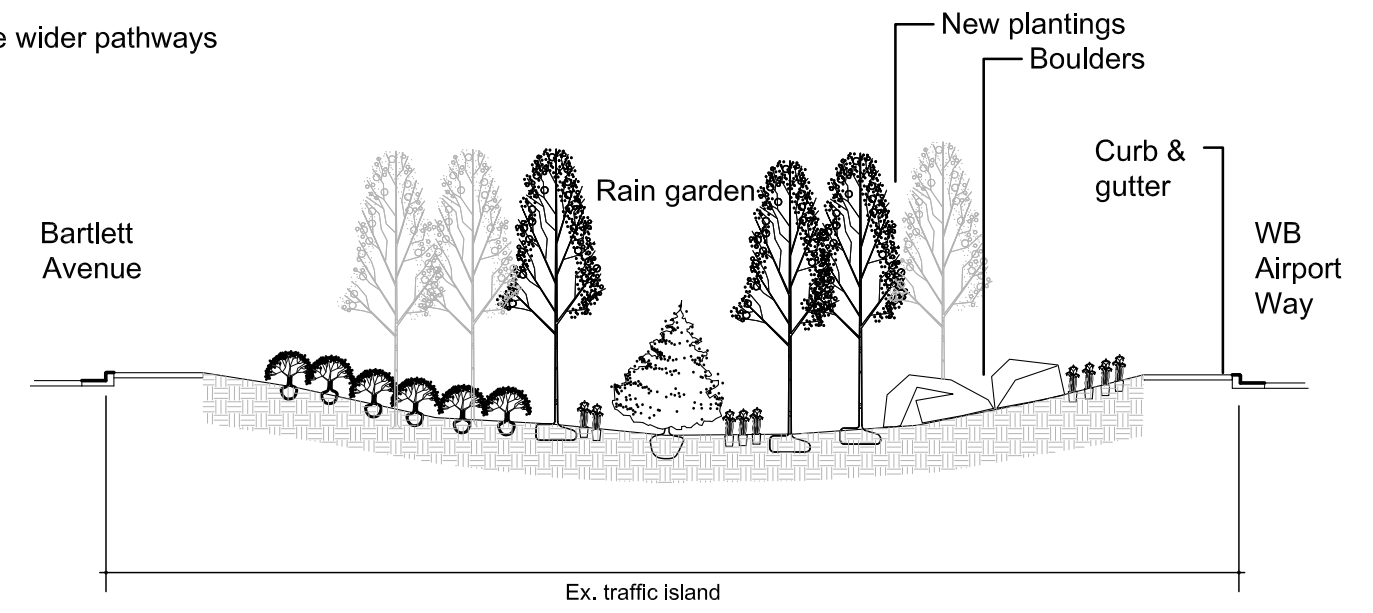 e wider pathways
New plantings
Boulders
Curb &
gutter
Rain garden
Bartlett
Avenue
WB
Airport
Way
Ex. traffic island